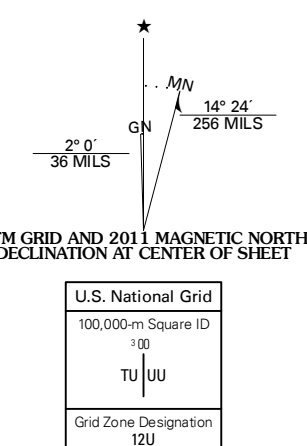 ★
MN
GN
14° 24´
256 MILS
2° 0´
36 MILS
TM GRID AND 2011 MAGNETIC NORTH
DECLINATION AT CENTER OF SHEET
U.S. National Grid
100,000-m Square ID
³00
TU UU
Grid Zone Designation
12U